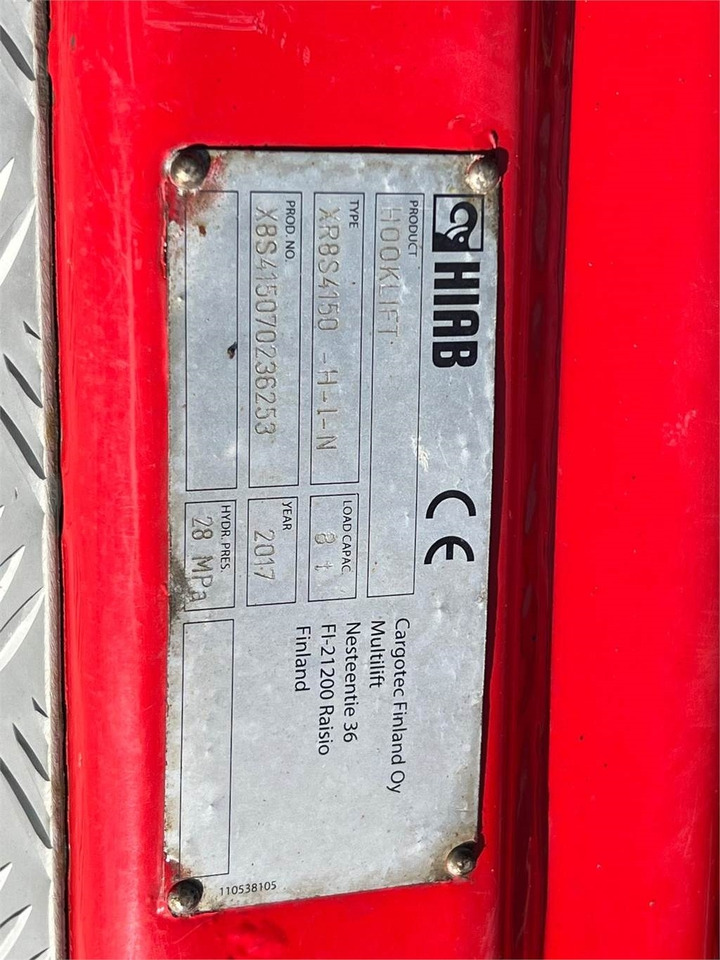 HIAB
CE
PRODUCT
HOOKLIFT
TYPE
XR8S4150 -H-L-N
LOAD CAPAC.
8 t
PROD. NO.
X8S415070236253
YEAR
2017
HYDR. PRES.
28 MPa
Cargotec Finland Oy
Multilift
Nesteentie 36
FI-21200 Raisio
Finland
110538105